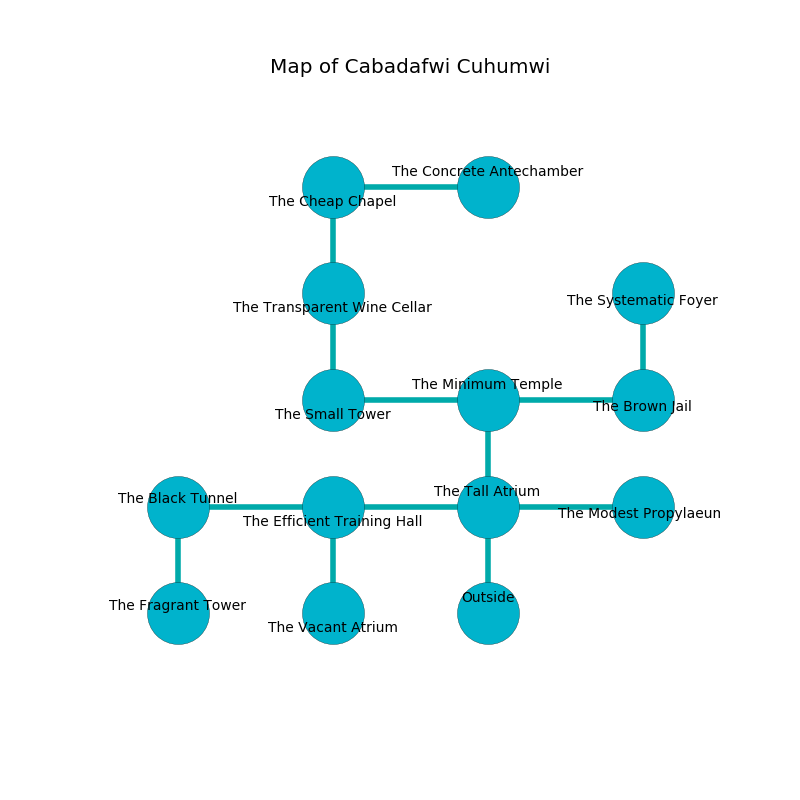 Map of Cabadafwi Cuhumwi
The Concrete Antechamber
The Cheap Chapel
The Systematic Foyer
The Transparent Wine Cellar
The Minimum Temple
The Brown Jail
The Small Tower
The Tall Atrium
The Black Tunnel
The Modest Propylaeun
The Efficient Training Hall
Outside
The Fragrant Tower
The Vacant Atrium